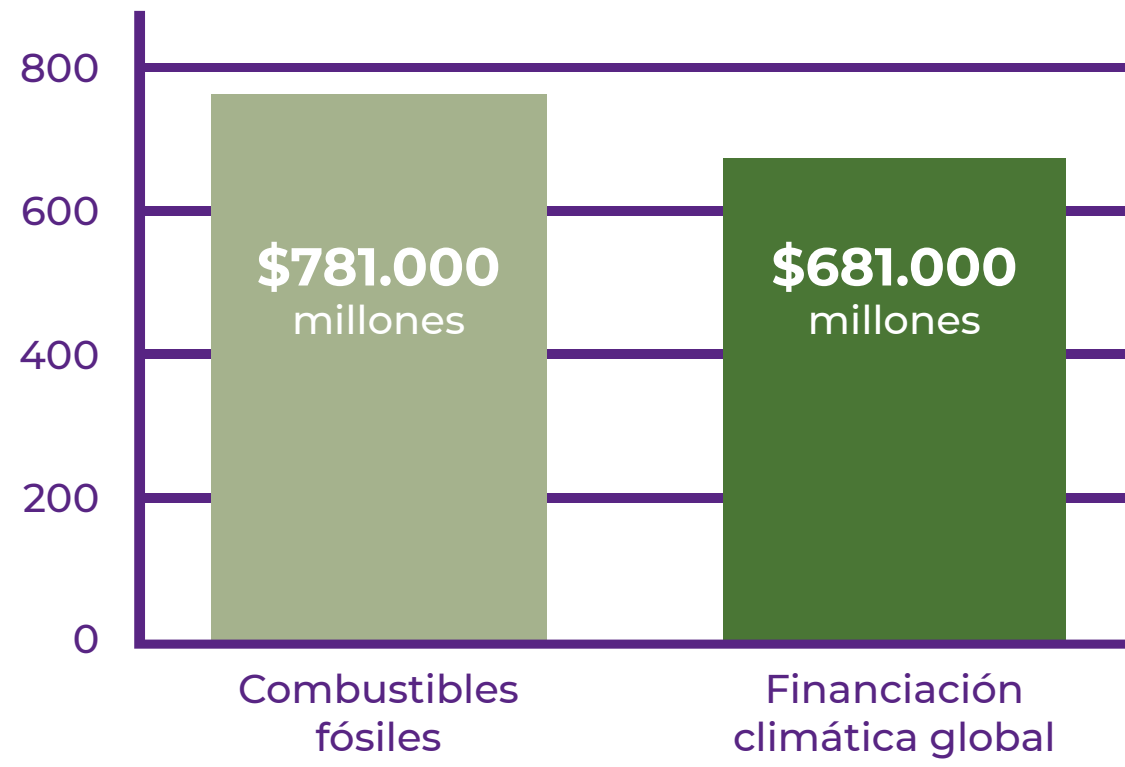 800
600
400
200
0
$781.000
millones
$681.000
millones
Combustibles
fósiles
Financiación
climática global